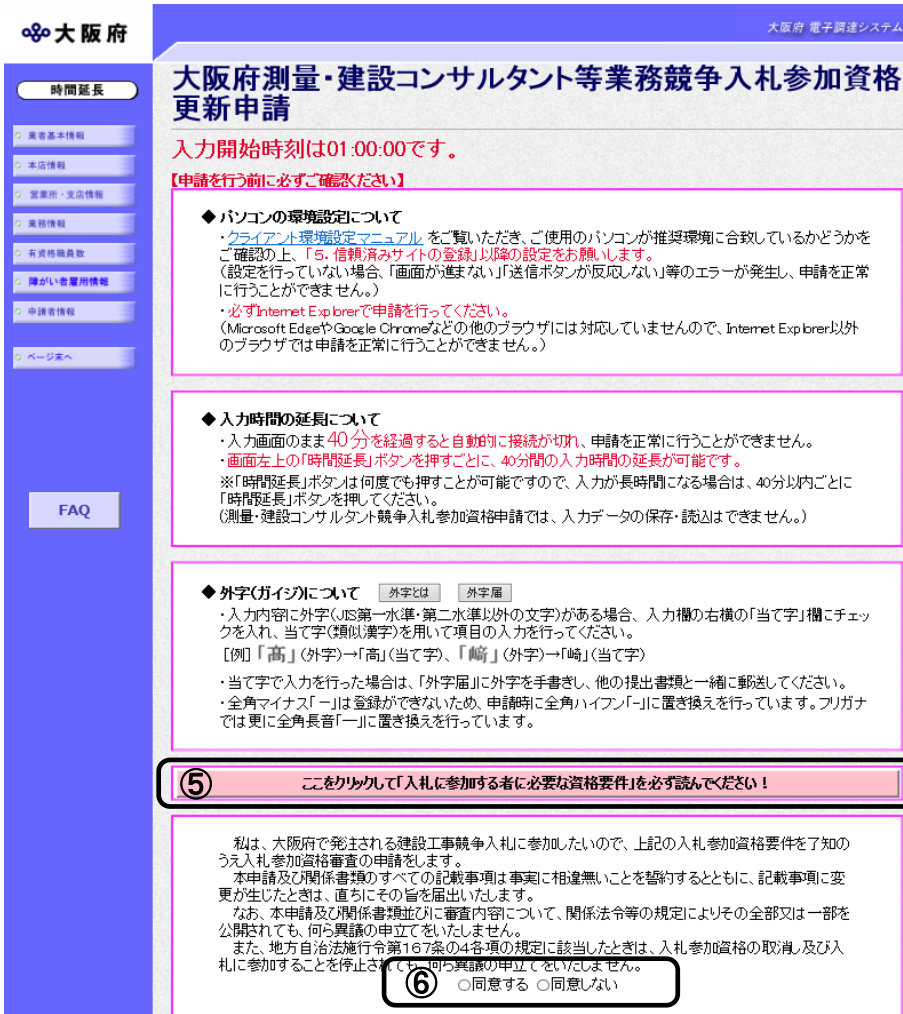 大阪府
大阪府 電子調達システム
時間延長
業者基本情報
本店情報
営業所・支店情報
業務情報
有資格職員数
障がい者雇用情報
申請者情報
ページ末へ
FAQ
大阪府測量・建設コンサルタント等業務競争入札参加資格
更新申請
入力開始時刻は01:00:00です。
【申請を行う前に必ずご確認ください】
◆ パソコンの環境設定について
・クライアント環境設定マニュアル をご覧いただき、ご使用のパソコンが推奨環境に合致しているかどうかを
ご確認の上、「5. 信頼済みサイトの登録」以降の設定をお願いします。
(設定を行っていない場合、「画面が進まない」「送信ボタンが反応しない」等のエラーが発生し、申請を正常
に行うことができません。)
・必ずInternet Explorerで申請を行ってください。
(Microsoft EdgeやGoogle Chromeなどの他のブラウザには対応していませんので、Internet Explorer以外
のブラウザでは申請を正常に行うことができません。)
◆ 入力時間の延長について
・入力画面のまま40分を経過すると自動的に接続が切れ、申請を正常に行うことができません。
・画面左上の「時間延長」ボタンを押すごとに、40分間の入力時間の延長が可能です。
※「時間延長」ボタンは何度でも押すことが可能ですので、入力が長時間になる場合は、40分以内ごとに
「時間延長」ボタンを押してください。
(測量・建設コンサルタント競争入札参加資格申請では、入力データの保存・読込はできません。)
◆ 外字(ガイジ)について 外字とは 外字届
・入力内容に外字(JIS第一水準・第二水準以外の文字)がある場合、入力欄の右横の「当て字」欄にチェッ
クを入れ、当て字(類似漢字)を用いて項目の入力を行ってください。
[例]「髙」(外字)→「高」(当て字)、「﨑」(外字)→「崎」(当て字)
・当て字で入力を行った場合は、「外字届」に外字を手書きし、他の提出書類と一緒に郵送してください。
・全角マイナス「－」は登録ができないため、申請時に全角ハイフン「‐」に置き換えを行っています。フリガナ
では更に全角長音「ー」に置き換えを行っています。
⑤ ここをクリックして「入札に参加する者に必要な資格要件」を必ず読んでください！
私は、大阪府で発注される建設工事競争入札に参加したいので、上記の入札参加資格要件を了知の
うえ入札参加資格審査の申請をします。
本申請及び関係書類のすべての記載事項は事実に相違無いことを誓約するとともに、記載事項に変
更が生じたときは、直ちにその旨を届出いたします。
なお、本申請及び関係書類並びに審査内容について、関係法令等の規定によりその全部又は一部を
公開されても、何ら異議の申立てをいたしません。
また、地方自治法施行令第167条の4各項の規定に該当したときは、入札参加資格の取消し及び入
札に参加することを停止されても、何ら異議の申立てをいたしません。
⑥ ○同意する ○同意しない